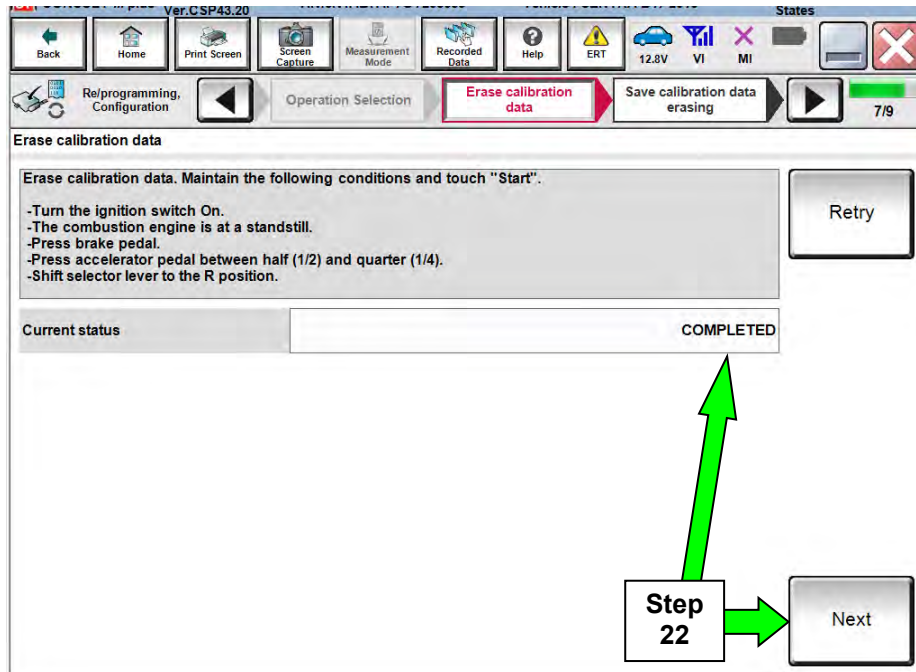 Ver.CSP43.20
States
Back
Home
Print Screen
Screen
Capture
Measurement
Mode
Recorded
Data
Help
ERT
12.8V
VI
MI
Re/programming,
Configuration
Operation Selection
Erase calibration
data
Save calibration data
erasing
7/9
Erase calibration data
Erase calibration data. Maintain the following conditions and touch "Start".
-Turn the ignition switch On.
-The combustion engine is at a standstill.
-Press brake pedal.
-Press accelerator pedal between half (1/2) and quarter (1/4).
-Shift selector lever to the R position.
Retry
Current status
COMPLETED
Step
22
Next